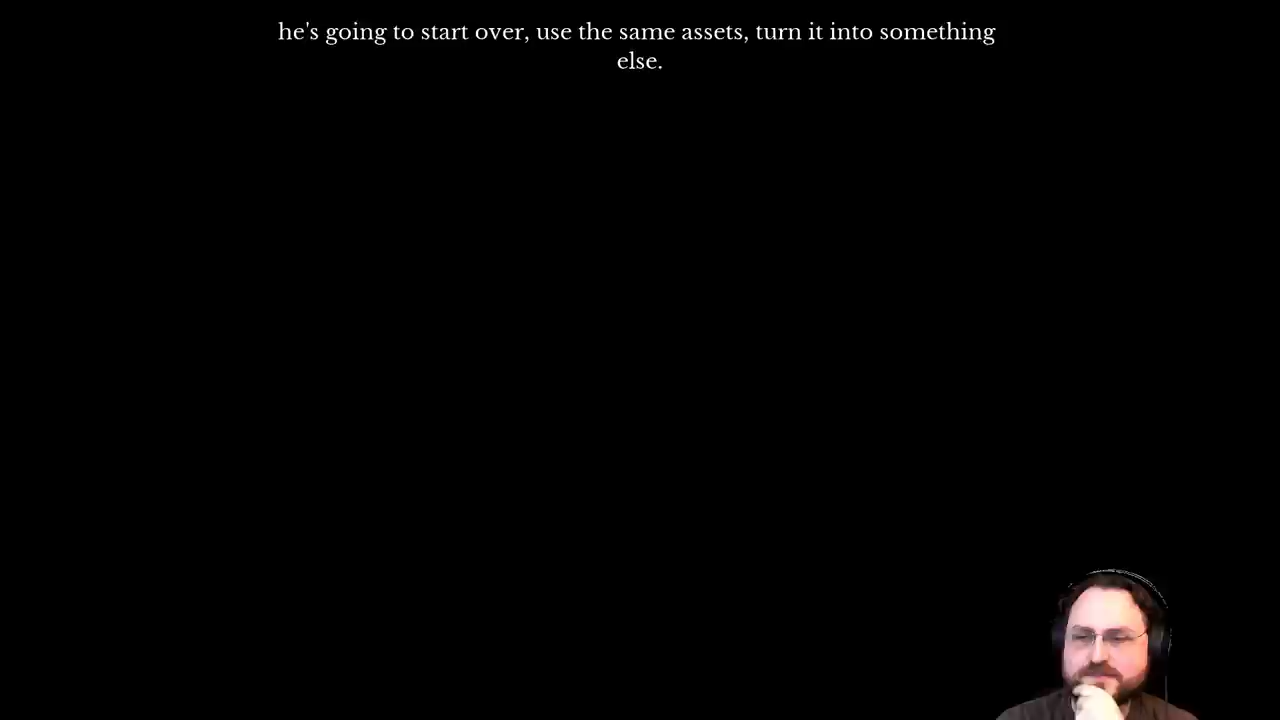 he's going to start over, use the same assets, turn it into something
else.